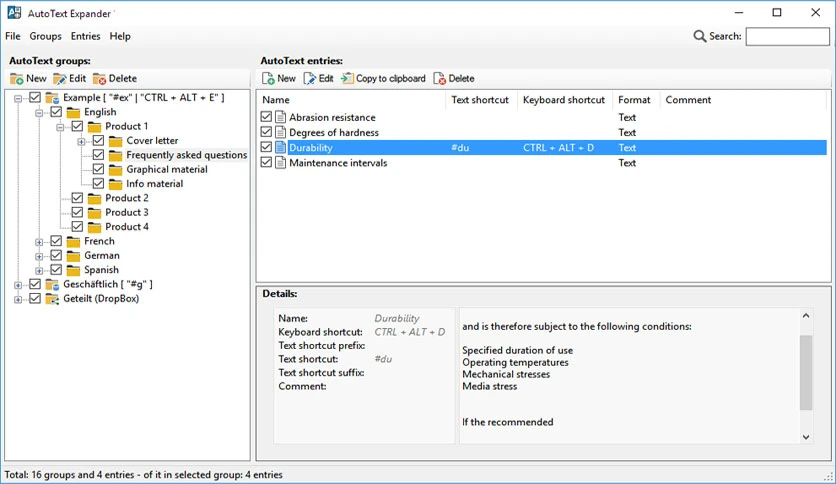 AutoText Expander
File Groups Entries Help Search:
AutoText groups:
New Edit Delete
Example [ "#ex" | "CTRL + ALT + E" ]
English
Product 1
Cover letter
Frequently asked questions
Graphical material
Info material
Product 2
Product 3
Product 4
French
German
Spanish
Geschäftlich [ "#g" ]
Geteilt (DropBox)
AutoText entries:
New Edit Copy to clipboard Delete
Name Text shortcut Keyboard shortcut Format Comment
Abrasion resistance Text
Degrees of hardness Text
Durability #du CTRL + ALT + D Text
Maintenance intervals Text
Details:
Name: Durability
Keyboard shortcut: CTRL + ALT + D
Text shortcut prefix:
Text shortcut: #du
Text shortcut suffix:
Comment:
and is therefore subject to the following conditions:
Specified duration of use
Operating temperatures
Mechanical stresses
Media stress
If the recommended
Total: 16 groups and 4 entries - of it in selected group: 4 entries